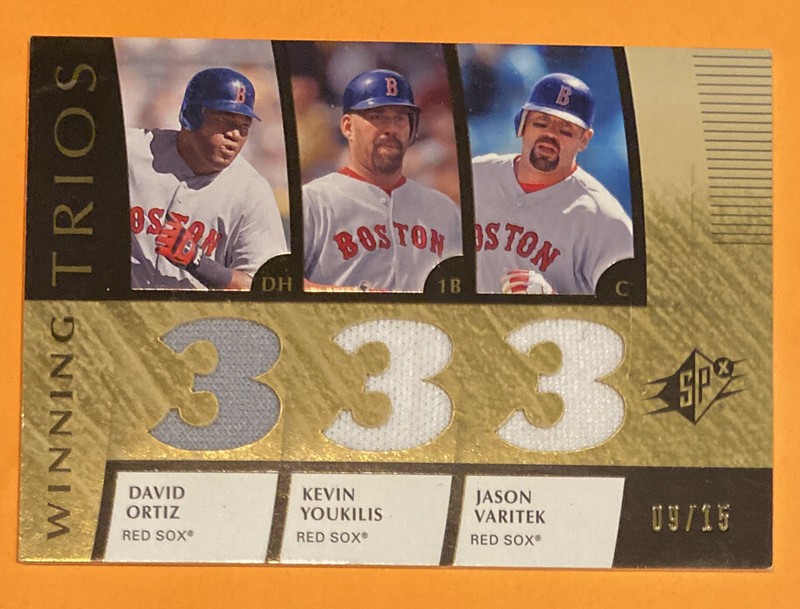 WINNING TRIOS
B
BOSTON
DH
B
BOSTON
1B
B
BOSTON
C
3 3 3
SPx
DAVID
ORTIZ
RED SOX®
KEVIN
YOUKILIS
RED SOX®
JASON
VARITEK
RED SOX®
09/15